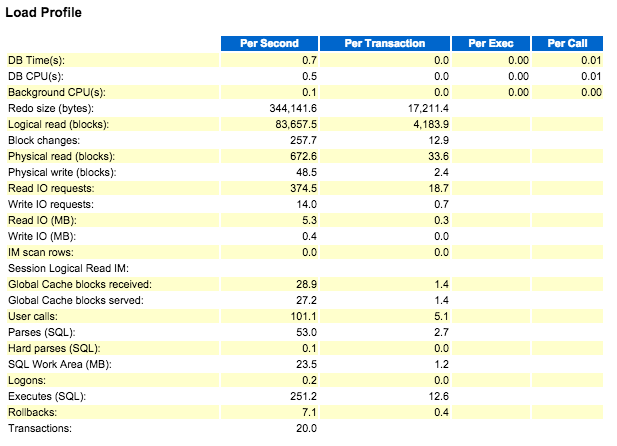 Load Profile
Per Second Per Transaction Per Exec Per Call
DB Time(s): 0.7 0.0 0.00 0.01
DB CPU(s): 0.5 0.0 0.00 0.01
Background CPU(s): 0.1 0.0 0.00 0.00
Redo size (bytes): 344,141.6 17,211.4
Logical read (blocks): 83,657.5 4,183.9
Block changes: 257.7 12.9
Physical read (blocks): 672.6 33.6
Physical write (blocks): 48.5 2.4
Read IO requests: 374.5 18.7
Write IO requests: 14.0 0.7
Read IO (MB): 5.3 0.3
Write IO (MB): 0.4 0.0
IM scan rows: 0.0 0.0
Session Logical Read IM:
Global Cache blocks received: 28.9 1.4
Global Cache blocks served: 27.2 1.4
User calls: 101.1 5.1
Parses (SQL): 53.0 2.7
Hard parses (SQL): 0.1 0.0
SQL Work Area (MB): 23.5 1.2
Logons: 0.2 0.0
Executes (SQL): 251.2 12.6
Rollbacks: 7.1 0.4
Transactions: 20.0